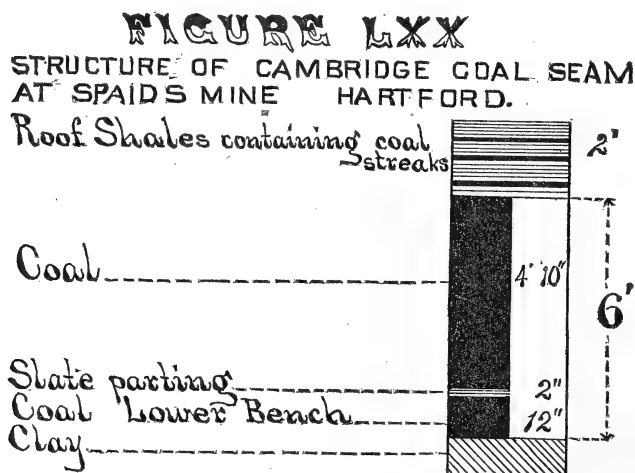 FIGURE LXX
STRUCTURE OF CAMBRIDGE COAL SEAM
AT SPAIDS MINE HARTFORD.
Roof Shales containing coal
streaks
2"
Coal
4' 10"
6'
Slate parting
2"
Coal Lower Bench
12"
Clay